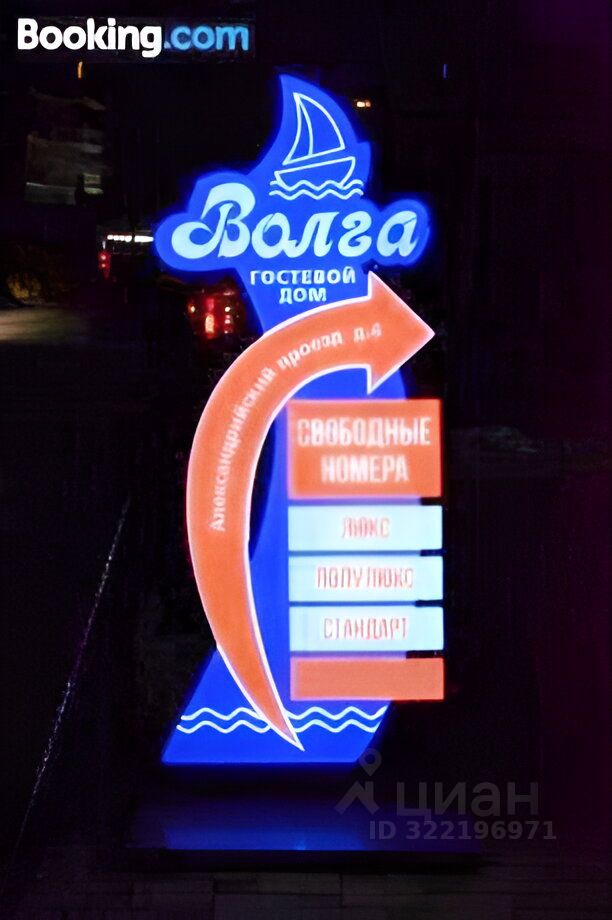 Booking.com
Волга
ГОСТЕВОЙ
ДОМ
Александрийский проезд д.4
СВОБОДНЫЕ
НОМЕРА
ЛЮКС
ПОЛУЛЮКС
СТАНДАРТ
циан
ID 322196971